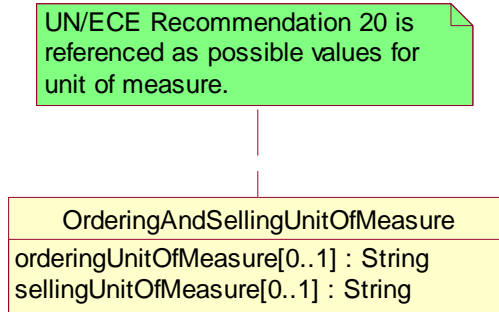 UN/ECE Recommendation 20 is
referenced as possible values for
unit of measure.
OrderingAndSellingUnitOfMeasure
orderingUnitOfMeasure[0..1] : String
sellingUnitOfMeasure[0..1] : String